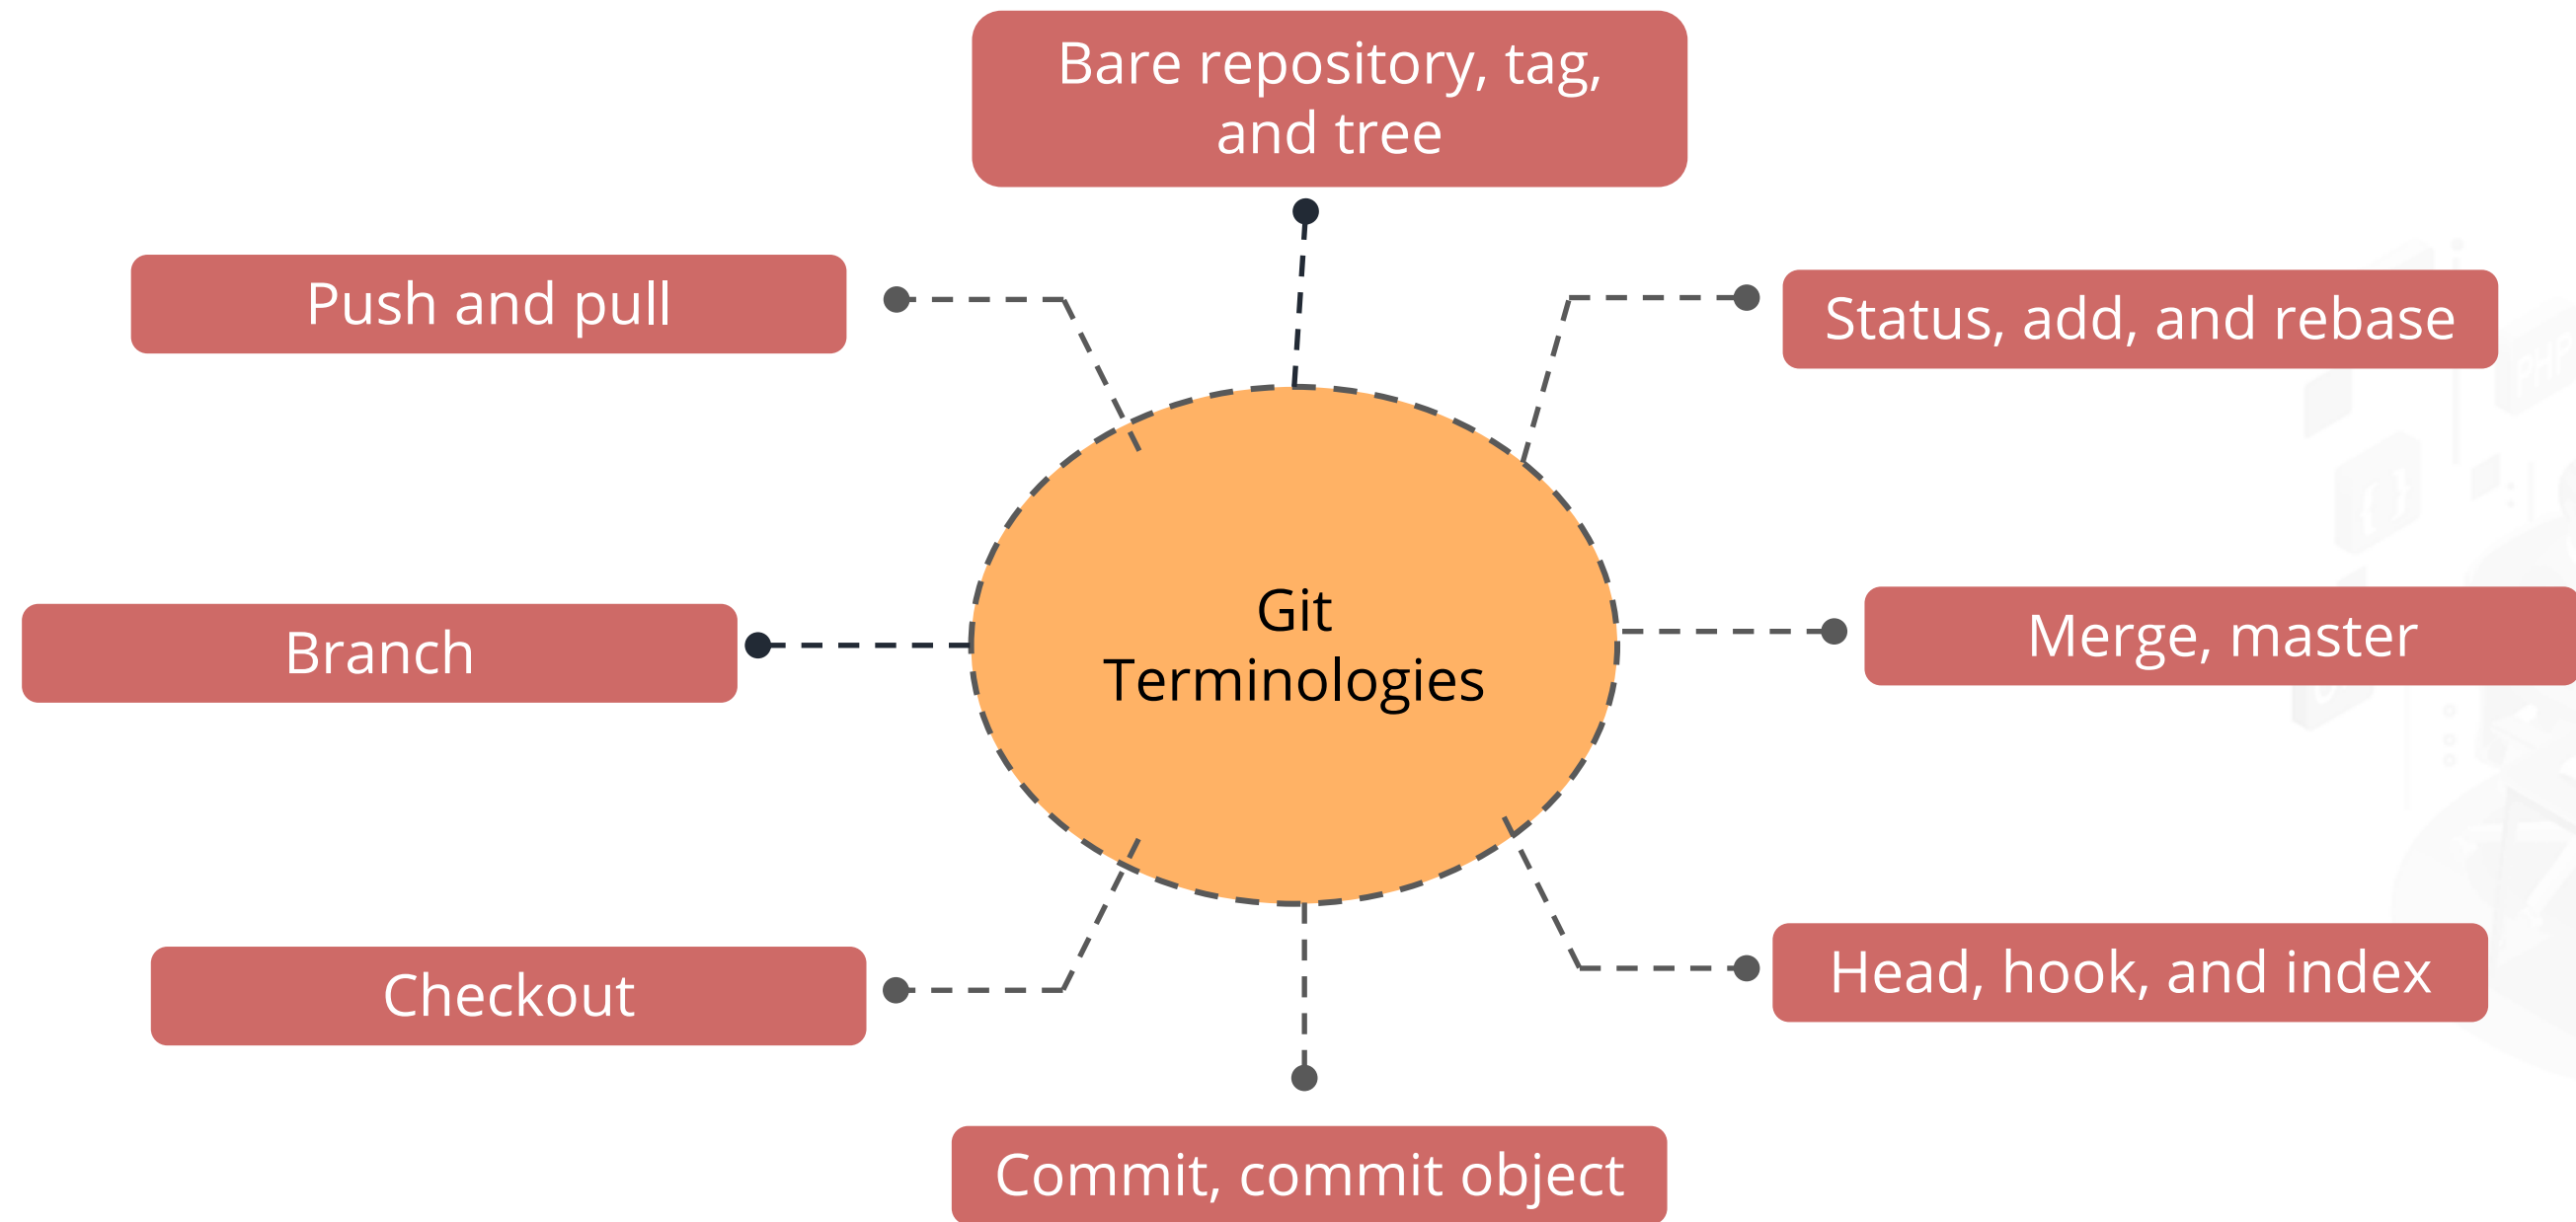 Bare repository, tag,
and tree
Push and pull
Status, add, and rebase
PHP
{ }
Git
Terminologies
Branch
Merge, master
Checkout
Head, hook, and index
Commit, commit object